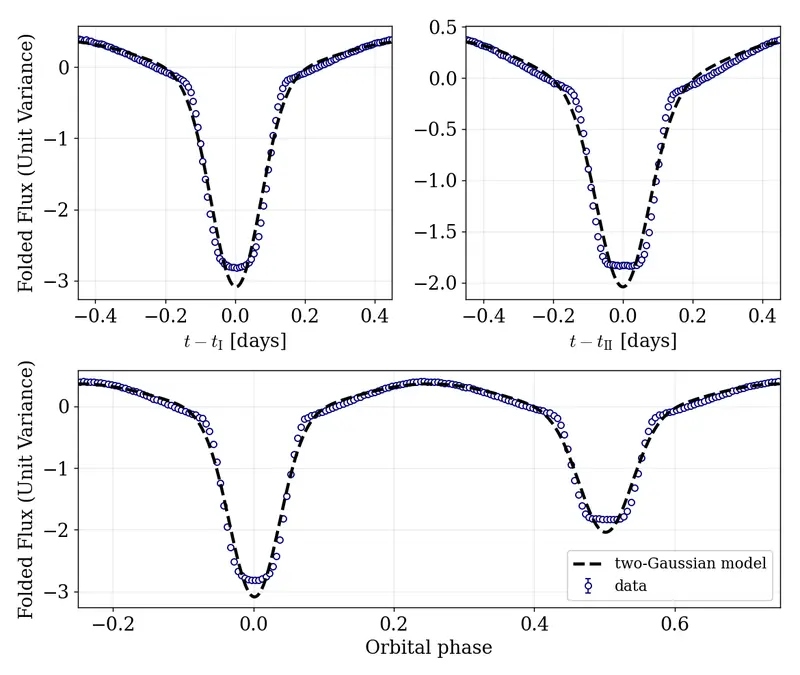 Folded Flux (Unit Variance)
0
−1
−2
−3
−0.4 −0.2 0.0 0.2 0.4
t − tI [days]
0.5
0.0
−0.5
−1.0
−1.5
−2.0
−0.4 −0.2 0.0 0.2 0.4
t − tII [days]
Folded Flux (Unit Variance)
0
−1
−2
−3
two-Gaussian model
data
−0.2 0.0 0.2 0.4 0.6
Orbital phase